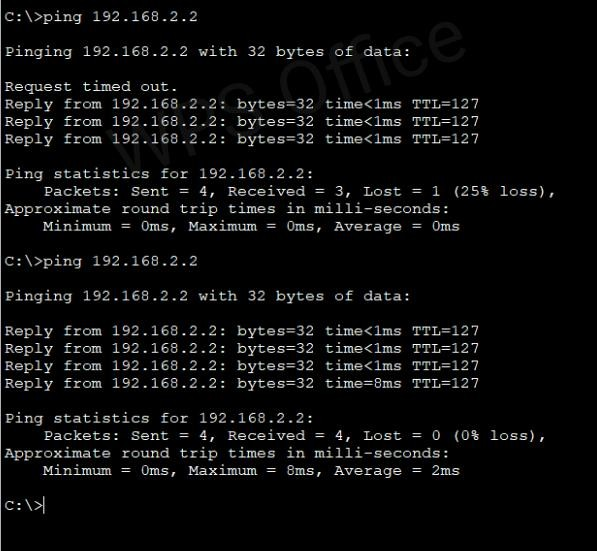 C:\>ping 192.168.2.2
Pinging 192.168.2.2 with 32 bytes of data:
Request timed out.
Reply from 192.168.2.2: bytes=32 time<1ms TTL=127
Reply from 192.168.2.2: bytes=32 time<1ms TTL=127
Reply from 192.168.2.2: bytes=32 time<1ms TTL=127
Ping statistics for 192.168.2.2:
Packets: Sent = 4, Received = 3, Lost = 1 (25% loss),
Approximate round trip times in milli-seconds:
Minimum = 0ms, Maximum = 0ms, Average = 0ms
C:\>ping 192.168.2.2
Pinging 192.168.2.2 with 32 bytes of data:
Reply from 192.168.2.2: bytes=32 time<1ms TTL=127
Reply from 192.168.2.2: bytes=32 time<1ms TTL=127
Reply from 192.168.2.2: bytes=32 time<1ms TTL=127
Reply from 192.168.2.2: bytes=32 time=8ms TTL=127
Ping statistics for 192.168.2.2:
Packets: Sent = 4, Received = 4, Lost = 0 (0% loss),
Approximate round trip times in milli-seconds:
Minimum = 0ms, Maximum = 8ms, Average = 2ms
C:\>
WPS Office